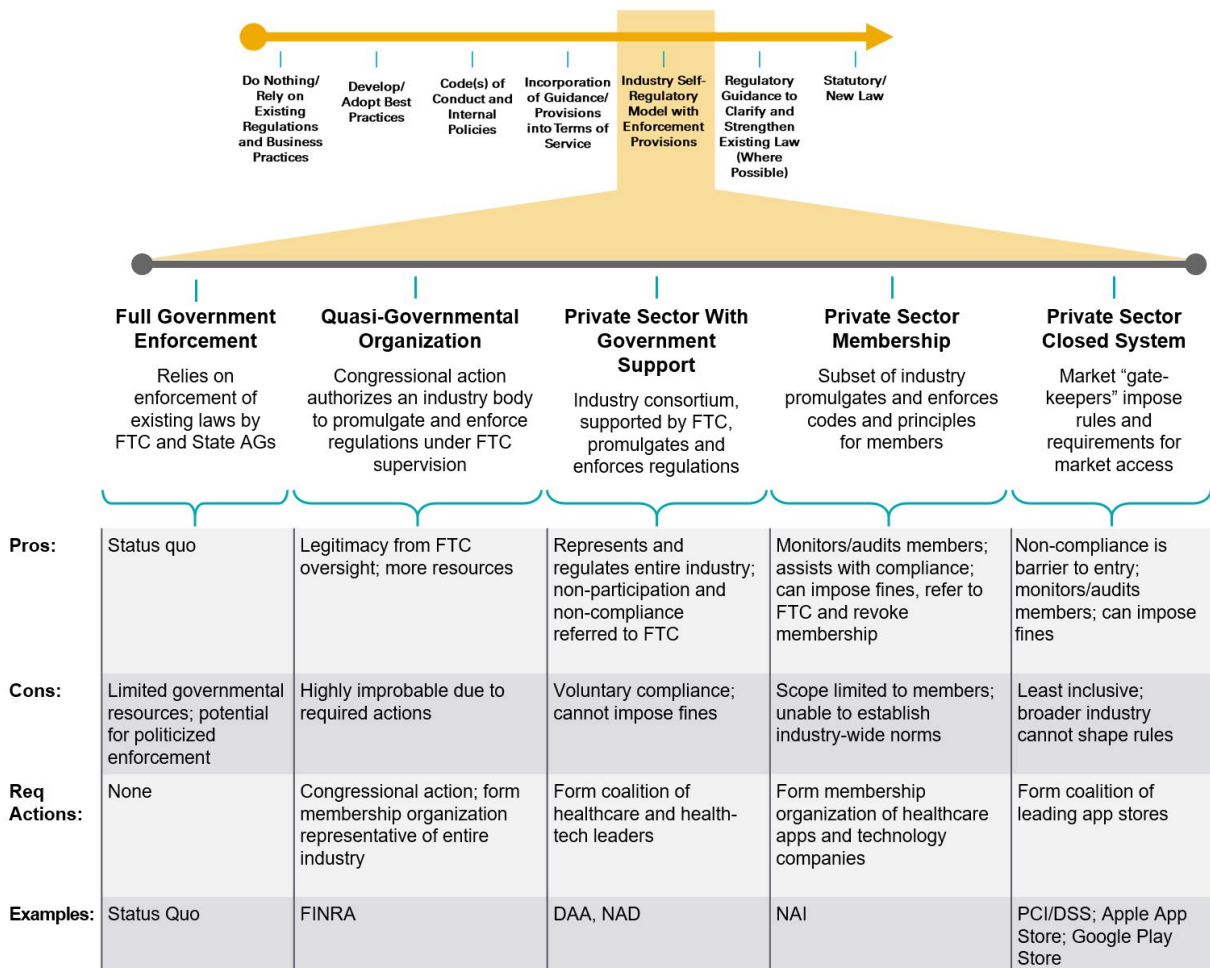 Do Nothing/
Rely on
Existing
Regulations
and Business
Practices
Develop/
Adopt Best
Practices
Code(s) of
Conduct and
Internal
Policies
Incorporation
of Guidance/
Provisions
into Terms of
Service
Industry Self-
Regulatory
Model with
Enforcement
Provisions
Regulatory
Guidance to
Clarify and
Strengthen
Existing Law
(Where
Possible)
Statutory/
New Law
Full Government
Enforcement
Relies on
enforcement of
existing laws by
FTC and State AGs
Quasi-Governmental
Organization
Congressional action
authorizes an industry body
to promulgate and enforce
regulations under FTC
supervision
Private Sector With
Government
Support
Industry consortium,
supported by FTC,
promulgates and
enforces regulations
Private Sector
Membership
Subset of industry
promulgates and enforces
codes and principles
for members
Private Sector
Closed System
Market “gate-
keepers” impose
rules and
requirements for
market access
Pros:
Status quo
Legitimacy from FTC
oversight; more resources
Represents and
regulates entire industry;
non-participation and
non-compliance
referred to FTC
Monitors/audits members;
assists with compliance;
can impose fines, refer to
FTC and revoke
membership
Non-compliance is
barrier to entry;
monitors/audits
members; can impose
fines
Cons:
Limited governmental
resources; potential
for politicized
enforcement
Highly improbable due to
required actions
Voluntary compliance;
cannot impose fines
Scope limited to members;
unable to establish
industry-wide norms
Least inclusive;
broader industry
cannot shape rules
Req
Actions:
None
Congressional action; form
membership organization
representative of entire
industry
Form coalition of
healthcare and health-
tech leaders
Form membership
organization of healthcare
apps and technology
companies
Form coalition of
leading app stores
Examples:
Status Quo
FINRA
DAA, NAD
NAI
PCI/DSS; Apple App
Store; Google Play
Store